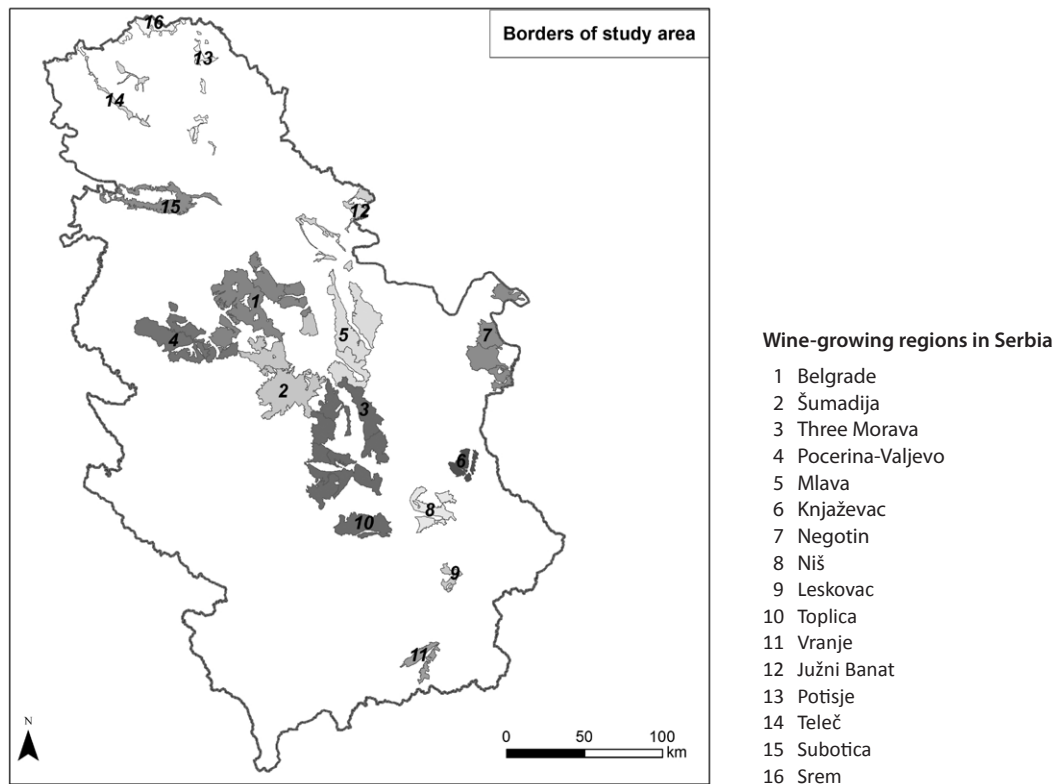 Borders of study area
16
13
14
15
12
1
4
5
7
2
3
6
8
10
9
11
N
0 50 100
km
Wine-growing regions in Serbia
1 Belgrade
2 Šumadija
3 Three Morava
4 Pocerina-Valjevo
5 Mlava
6 Knjaževac
7 Negotin
8 Niš
9 Leskovac
10 Toplica
11 Vranje
12 Južni Banat
13 Potisje
14 Teleč
15 Subotica
16 Srem